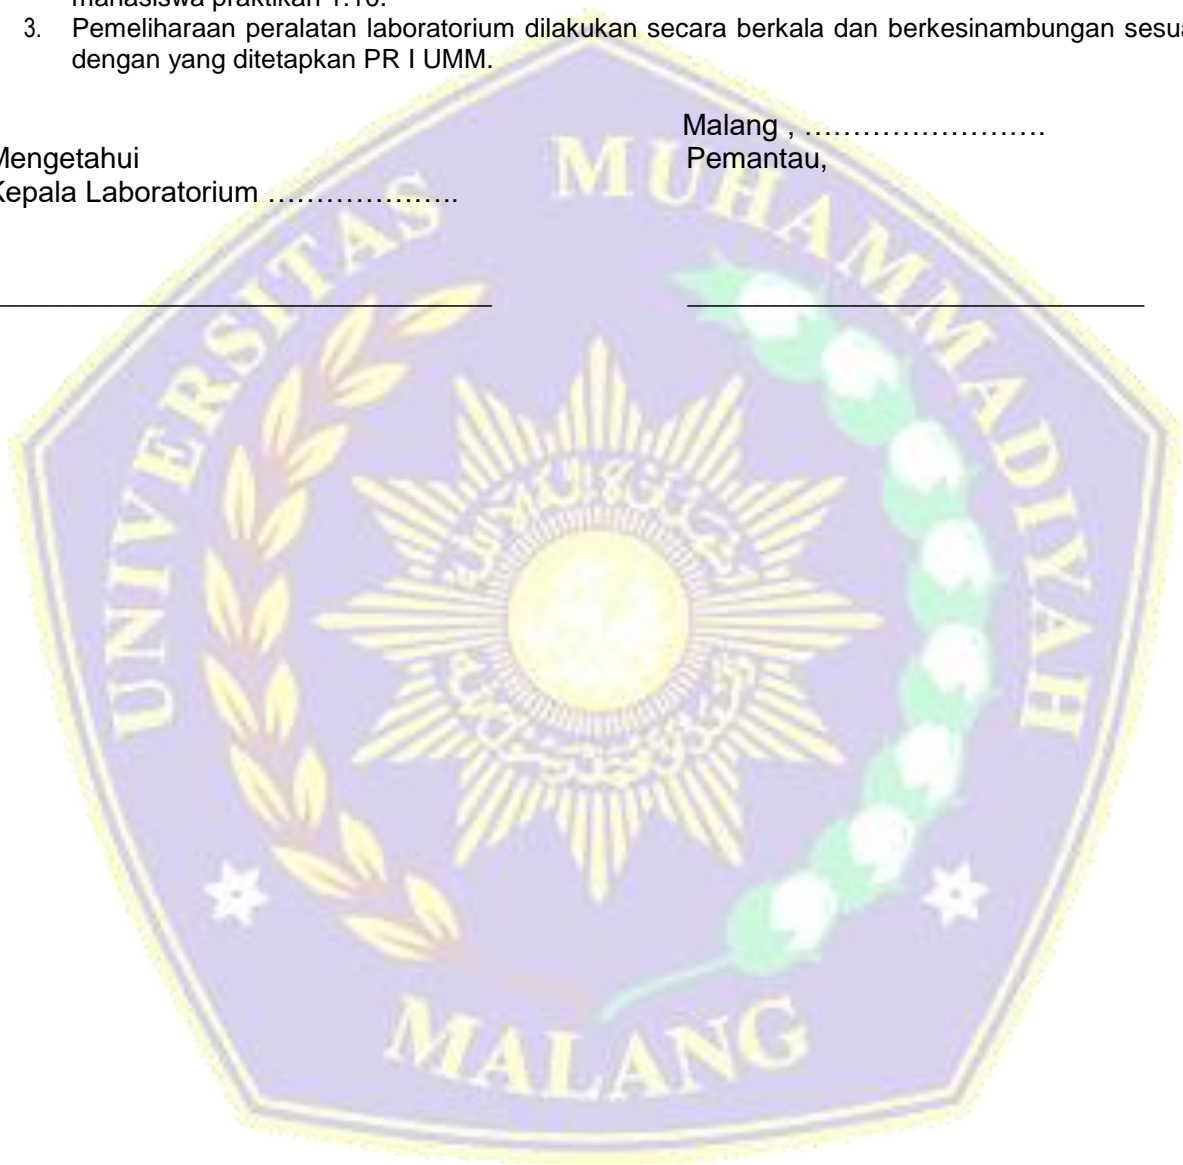 mahasiswa praktikan 1:10.
3. Pemeliharaan peralatan laboratorium dilakukan secara berkala dan berkesinambungan sesua
dengan yang ditetapkan PR I UMM.
Malang , …………………….
Mengetahui
Pemantau,
Kepala Laboratorium ………………..
UNIVERSITAS MUHAMMADIYAH
MALANG